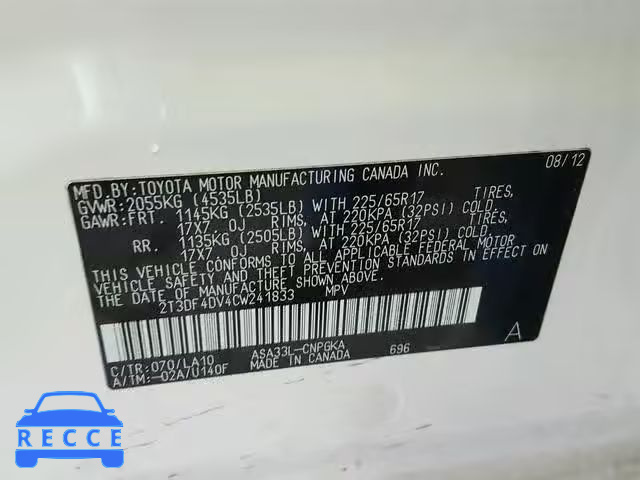 MFD.BY:TOYOTA MOTOR MANUFACTURING CANADA INC. 08/12
GVWR:2055KG (4535LB)
GAWR:FRT. 1145KG (2535LB) WITH 225/65R17 TIRES,
17X7.0J RIMS, AT 220KPA (32PSI) COLD.
RR. 1135KG (2505LB) WITH 225/65R17 TIRES,
17X7.0J RIMS, AT 220KPA (32PSI) COLD.
THIS VEHICLE CONFORMS TO ALL APPLICABLE FEDERAL MOTOR
VEHICLE SAFETY STANDARDS IN EFFECT ON
THE DATE OF MANUFACTURE SHOWN ABOVE.
2T3DF4DV4CW241833 MPV
A
C/TR:070/LA10 ASA33L-CNPGKA 696
A/TM:-02A/U140F MADE IN CANADA
RECCE